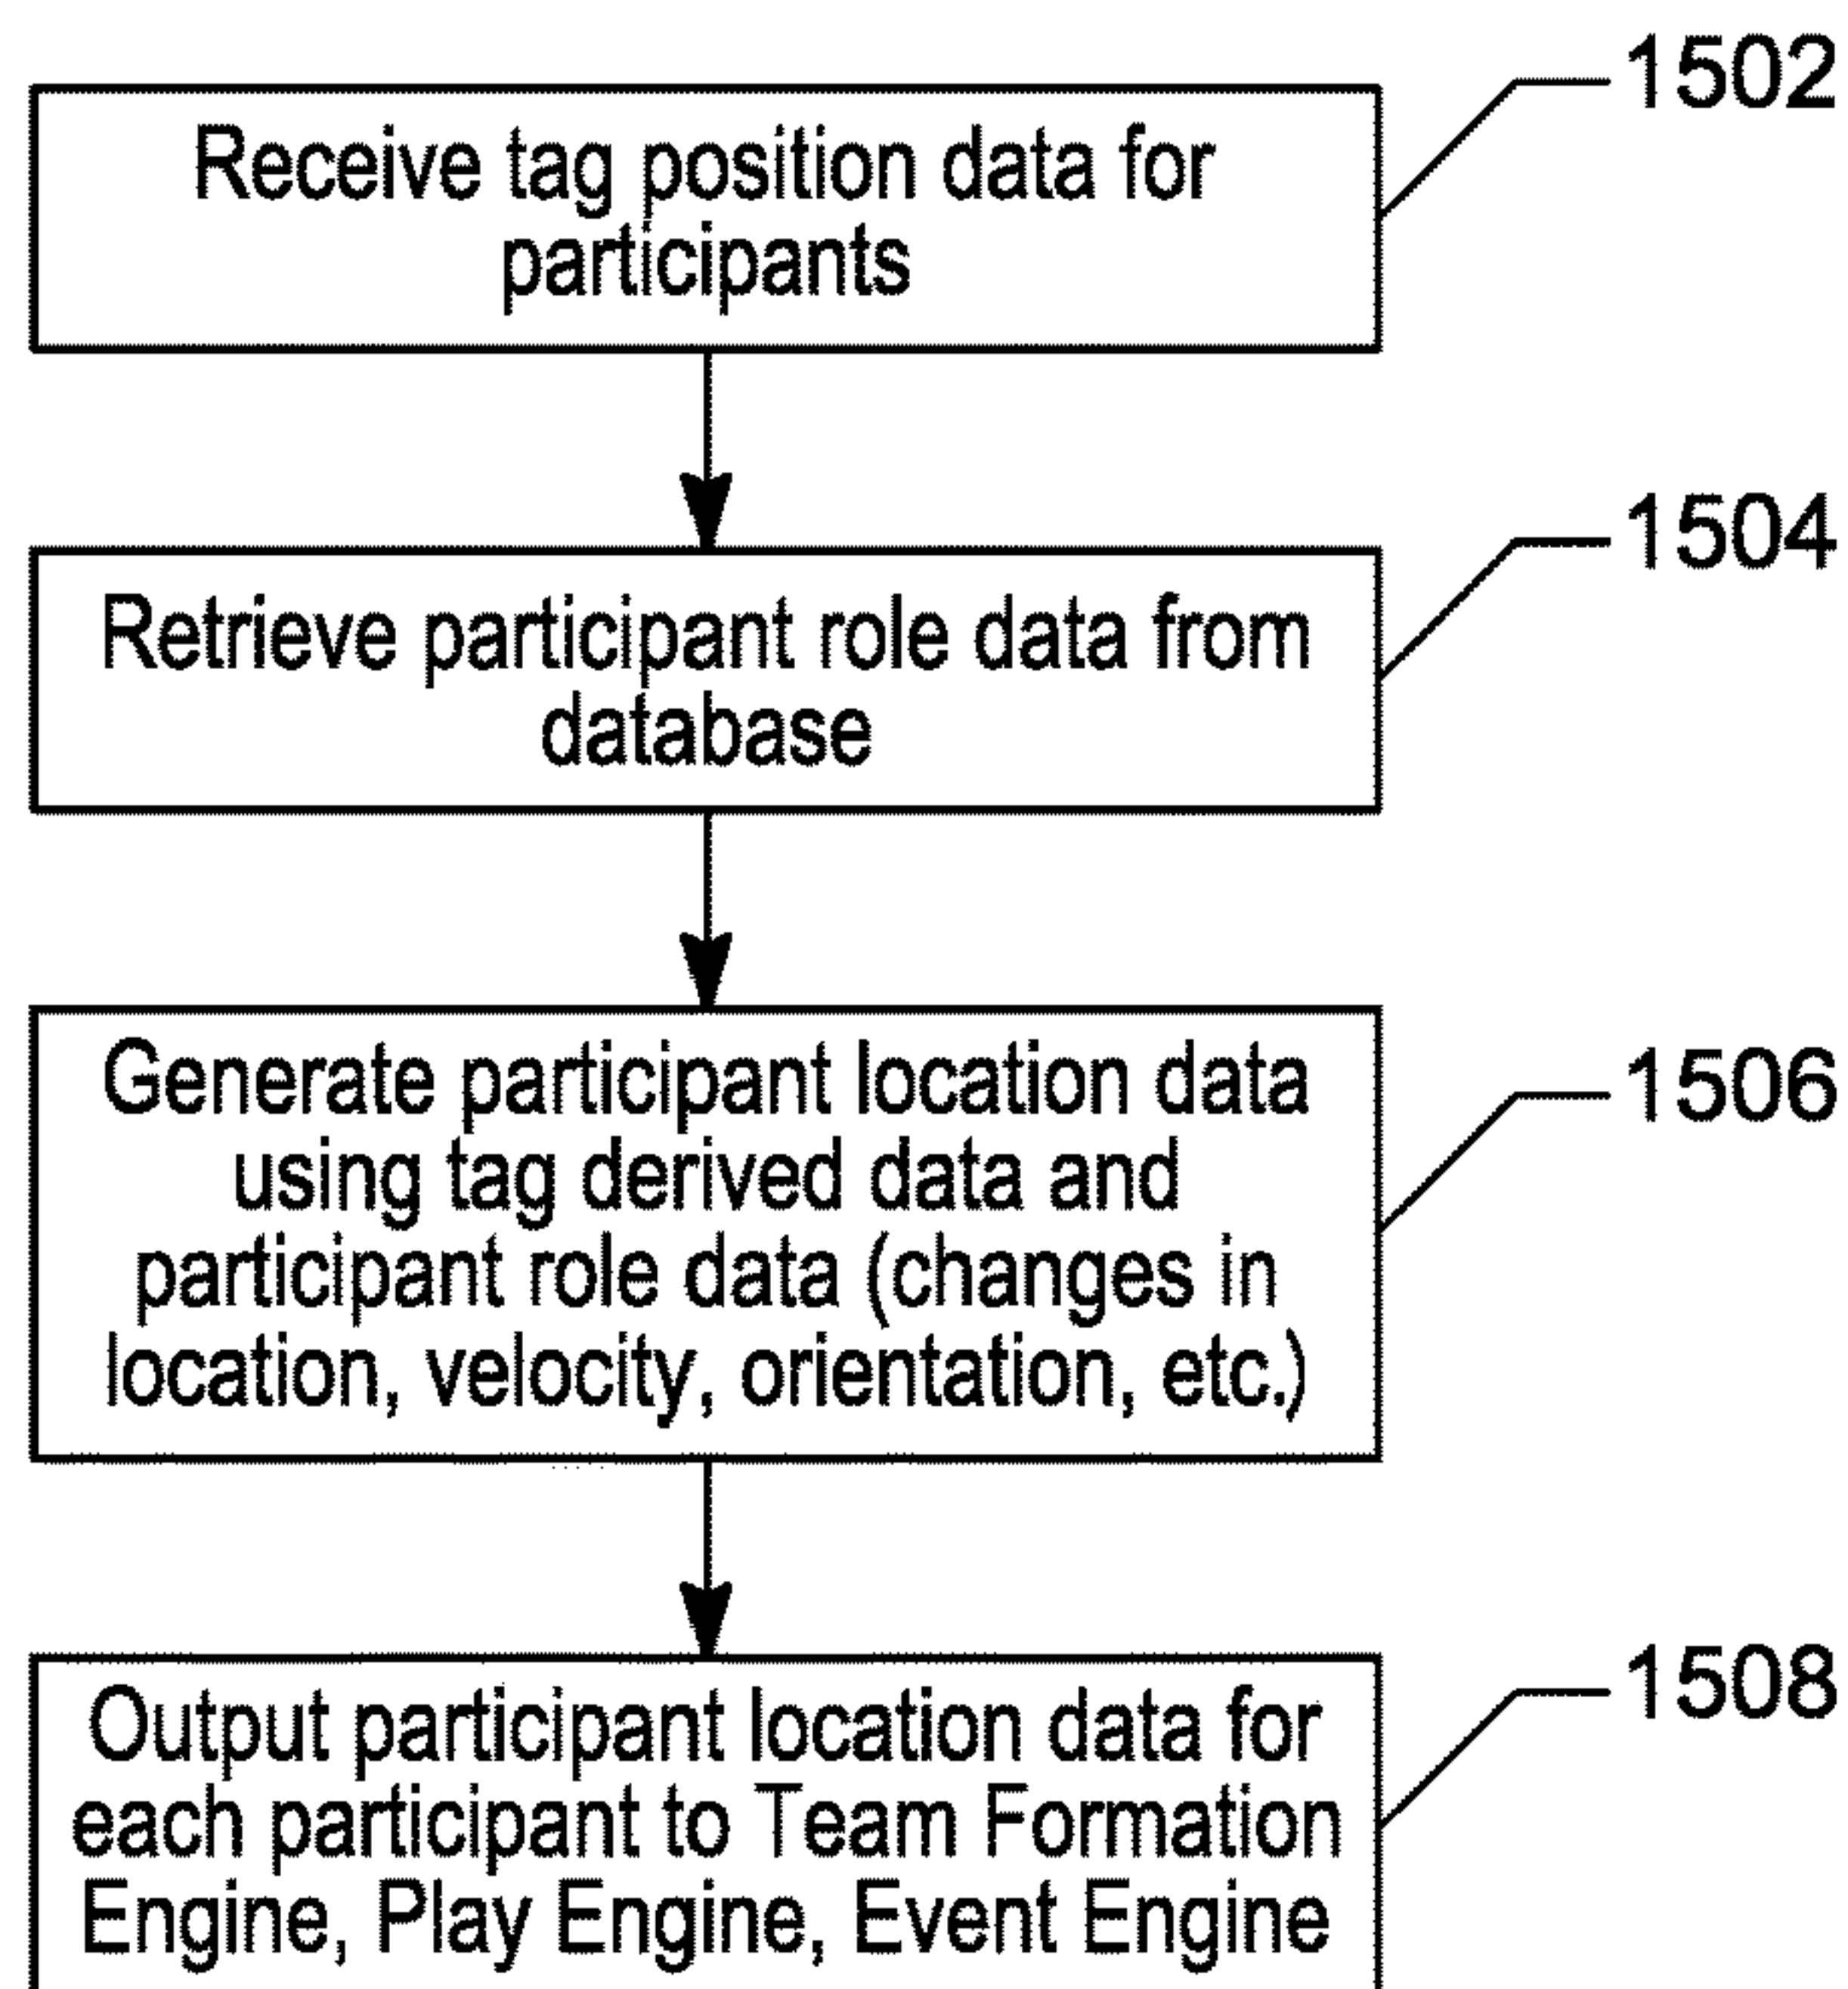 1502
Receive tag position data for
participants
1504
Retrieve participant role data from
database
1506
Generate participant location data
using tag derived data and
participant role data (changes in
location, velocity, orientation, etc.)
1508
Output participant location data for
each participant to Team Formation
Engine, Play Engine, Event Engine